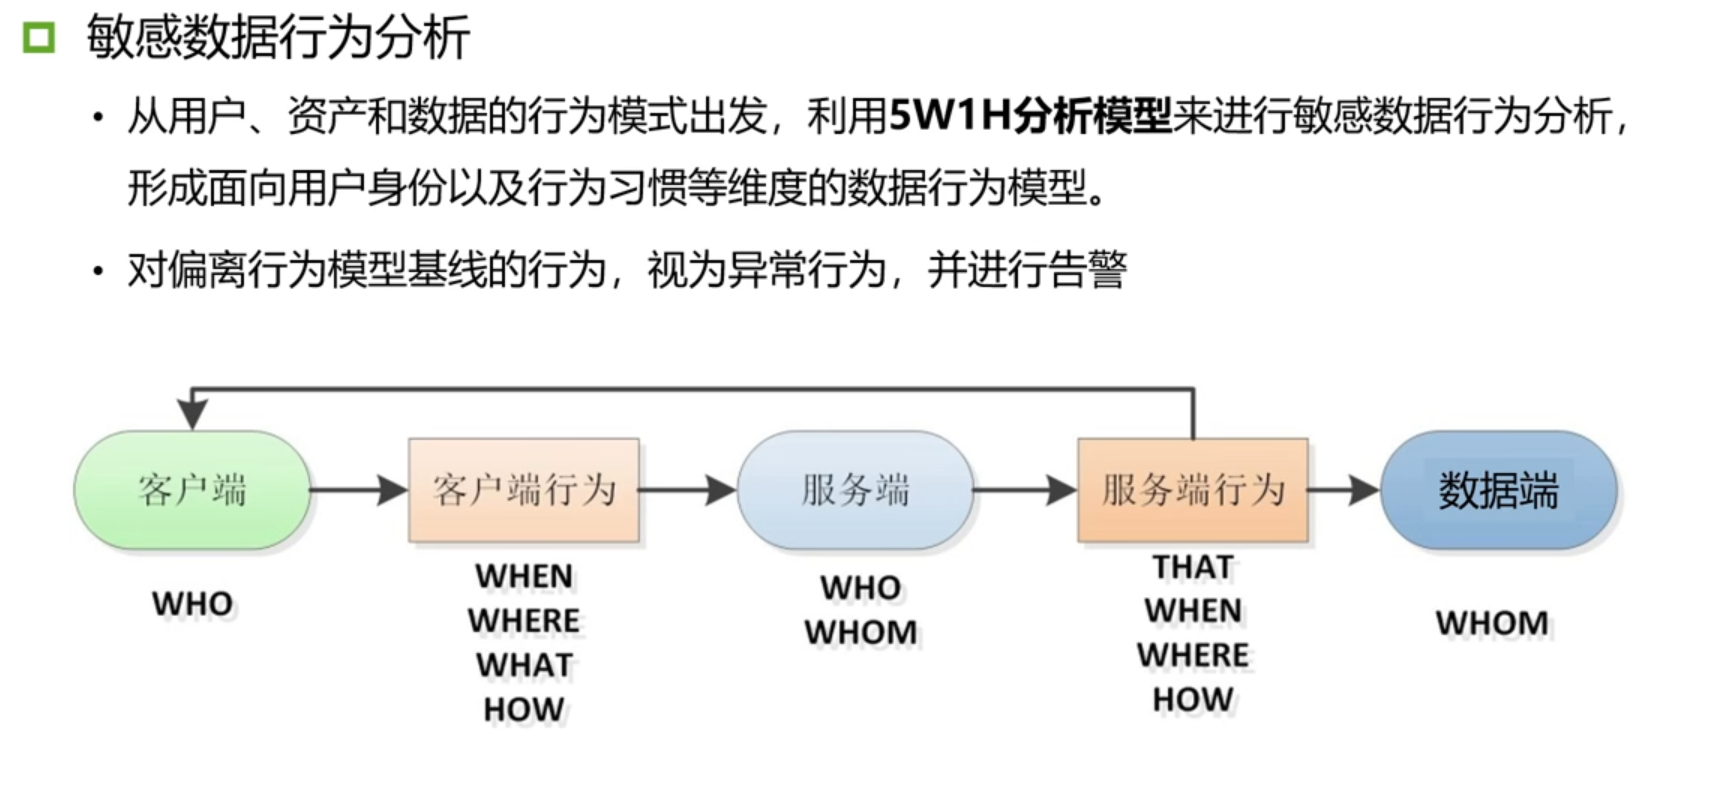 敏感数据行为分析
• 从用户、资产和数据的行为模式出发，利用5W1H分析模型来进行敏感数据行为分析，
形成面向用户身份以及行为习惯等维度的数据行为模型。
• 对偏离行为模型基线的行为，视为异常行为，并进行告警
客户端
客户端行为
服务端
服务端行为
数据端
WHO
WHEN
WHERE
WHAT
HOW
WHO
WHOM
THAT
WHEN
WHERE
HOW
WHOM